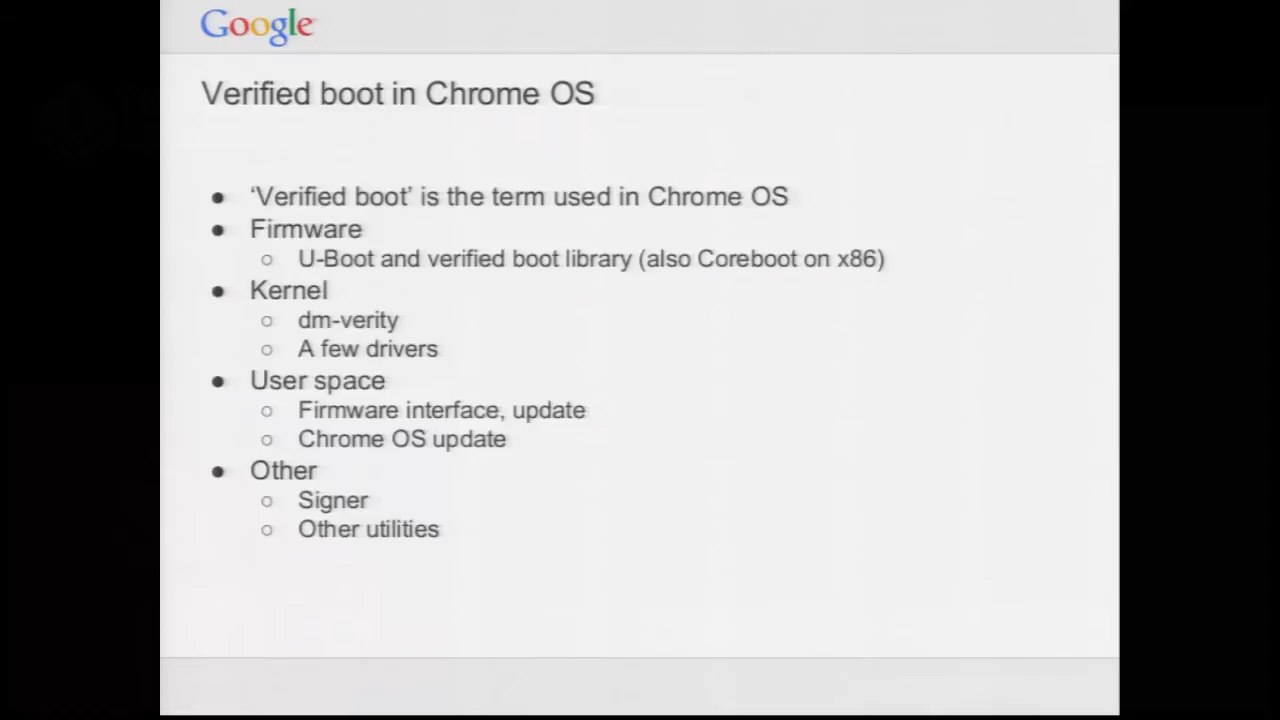 Google
Verified boot in Chrome OS
● ‘Verified boot’ is the term used in Chrome OS
● Firmware
○ U-Boot and verified boot library (also Coreboot on x86)
● Kernel
○ dm-verity
○ A few drivers
● User space
○ Firmware interface, update
○ Chrome OS update
● Other
○ Signer
○ Other utilities